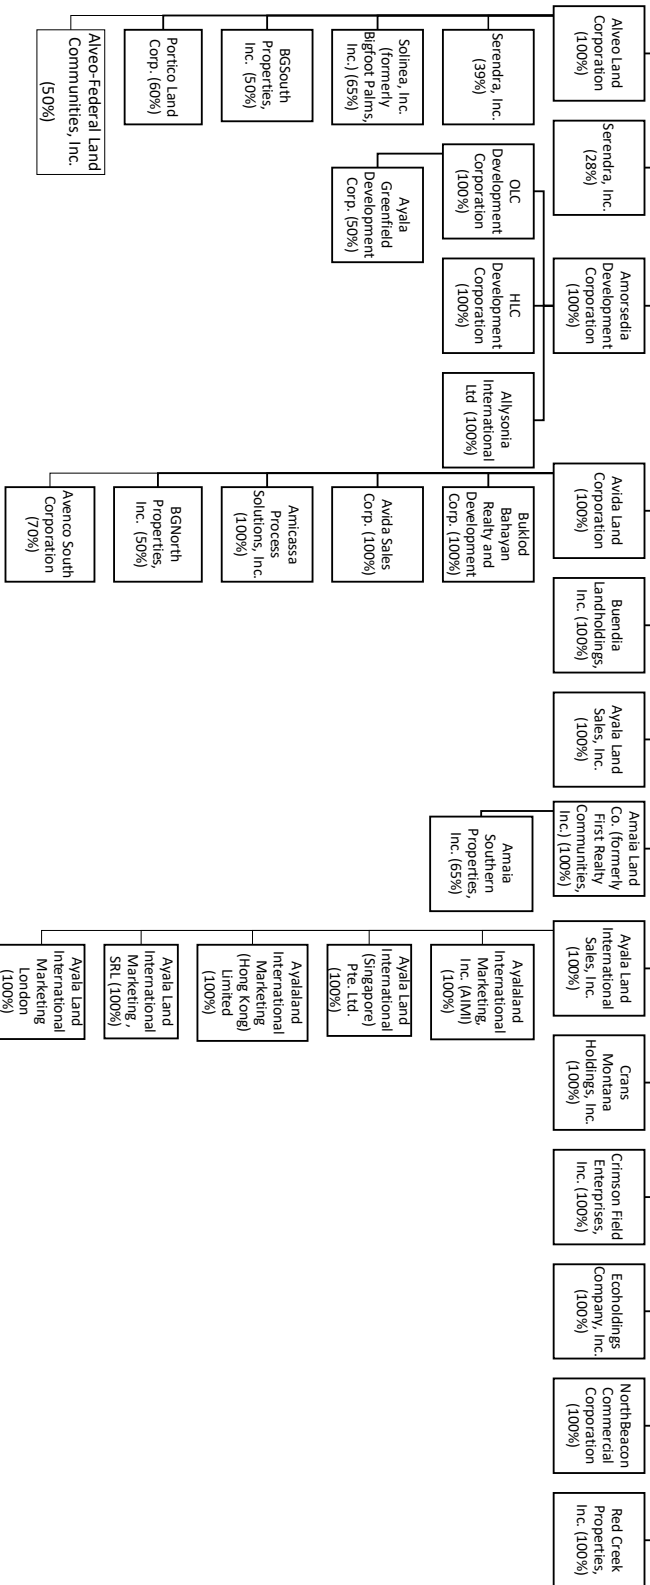 Alveo Land
Corporation
(100%)
Serendra, Inc.
(39%)
Solinea, Inc.
(formerly
Bigfoot Palms,
Inc.) (65%)
BGSouth
Properties,
Inc. (50%)
Portico Land
Corp. (60%)
Alveo-Federal Land
Communities, Inc.
(50%)
Serendra, Inc.
(28%)
Amorsedia
Development
Corporation
(100%)
OLC
Development
Corporation
(100%)
Ayala
Greenfield
Development
Corp. (50%)
HLC
Development
Corporation
(100%)
Allysonia
International
Ltd (100%)
Avida Land
Corporation
(100%)
Buklod
Bahayan
Realty and
Development
Corp. (100%)
Avida Sales
Corp. (100%)
Amicassa
Process
Solutions, Inc.
(100%)
BGNorth
Properties,
Inc. (50%)
Avenco South
Corporation
(70%)
Buendia
Landholdings,
Inc. (100%)
Ayala Land
Sales, Inc.
(100%)
Amaia Land
Co. (formerly
First Realty
Communities,
Inc.) (100%)
Amaia
Southern
Properties,
Inc. (65%)
Ayala Land
International
Sales, Inc.
(100%)
Ayalaland
International
Marketing,
Inc. (AIMI)
(100%)
Ayala Land
International
(Singapore)
Pte. Ltd.
(100%)
Ayalaland
International
Marketing
(Hong Kong)
Limited
(100%)
Ayala Land
International
Marketing ,
SRL (100%)
Ayala Land
International
Marketing
London
(100%)
Crans
Montana
Holdings, Inc.
(100%)
Crimson Field
Enterprises,
Inc. (100%)
Ecoholdings
Company, Inc.
(100%)
NorthBeacon
Commercial
Corporation
(100%)
Red Creek
Properties,
Inc. (100%)